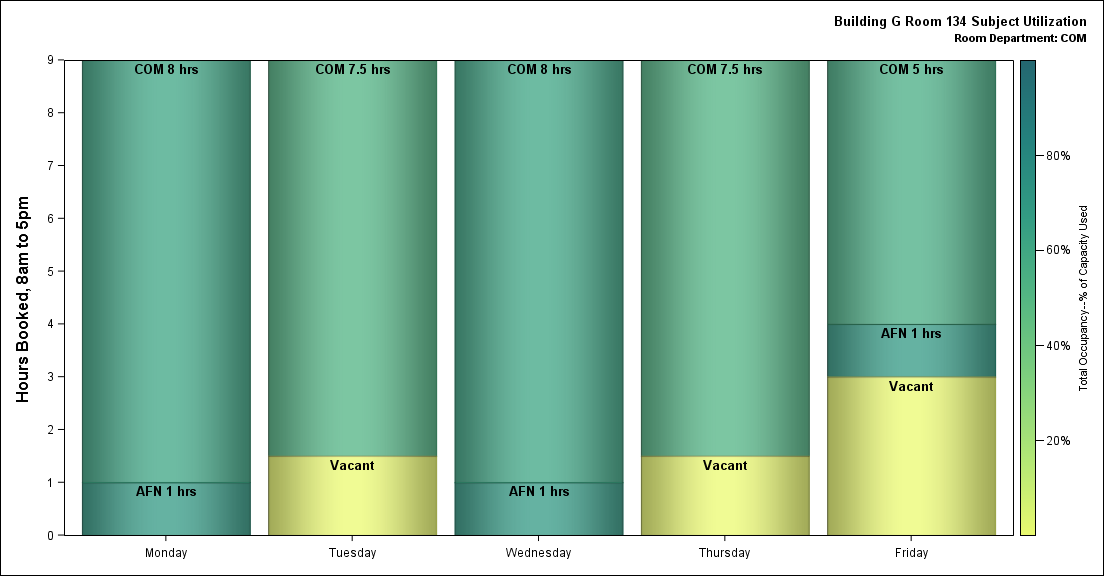 Building G Room 134 Subject Utilization
Room Department: COM
Hours Booked, 8am to 5pm
9
8
7
6
5
4
3
2
1
0
COM 8 hrs
AFN 1 hrs
COM 7.5 hrs
Vacant
COM 8 hrs
AFN 1 hrs
COM 7.5 hrs
Vacant
COM 5 hrs
AFN 1 hrs
Vacant
Monday
Tuesday
Wednesday
Thursday
Friday
80%
60%
40%
20%
Total Occupancy--% of Capacity Used